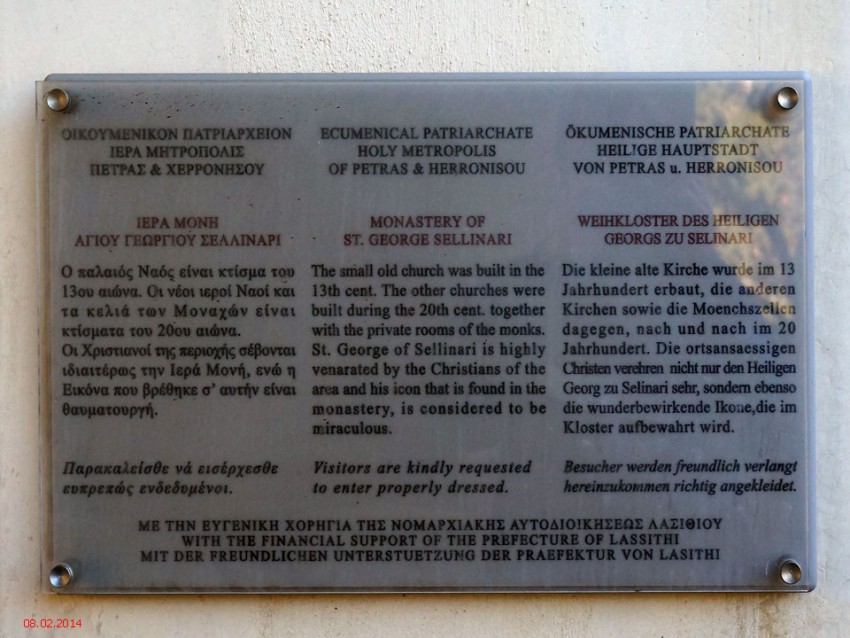 ΟΙΚΟΥΜΕΝΙΚΟΝ ΠΑΤΡΙΑΡΧΕΙΟΝ
ΙΕΡΑ ΜΗΤΡΟΠΟΛΙΣ
ΠΕΤΡΑΣ & ΧΕΡΡΟΝΗΣΟΥ
ΙΕΡΑ ΜΟΝΗ
ΑΓΙΟΥ ΓΕΩΡΓΙΟΥ ΣΕΛΛΙΝΑΡΙ
Ο παλαιός Ναός είναι κτίσμα του
13ου αιώνα. Οι νέοι ιεροί Ναοί και
τα κελιά των Μοναχών είναι
κτίσματα του 20ου αιώνα.
Οι Χριστιανοί της περιοχής σέβονται
ιδιαιτέρως την Ιερά Μονή, ενώ η
Εικόνα που βρέθηκε σ' αυτήν είναι
θαυματουργή.
Παρακαλείσθε νά εισέρχεσθε
ευπρεπώς ενδεδυμένοι.
ECUMENICAL PATRIARCHATE
HOLY METROPOLIS
OF PETRAS & HERRONISOU
MONASTERY OF
ST. GEORGE SELLINARI
The small old church was built in the
13th cent. The other churches were
built during the 20th cent. together
with the private rooms of the monks.
St. George of Sellinari is highly
venarated by the Christians of the
area and his icon that is found in the
monastery, is considered to be
miraculous.
Visitors are kindly requested
to enter properly dressed.
ÖKUMENISCHE PATRIARCHATE
HEILIGE HAUPTSTADT
VON PETRAS u. HERRONISOU
WEIHKLOSTER DES HEILIGEN
GEORGS ZU SELINARI
Die kleine alte Kirche wurde im 13
Jahrhundert erbaut, die anderen
Kirchen sowie die Moenchszellen
dagegen, nach und nach im 20
Jahrhundert. Die ortsansaessigen
Christen verehren nicht nur den Heiligen
Georg zu Selinari sehr, sondern ebenso
die wunderbewirkende Ikone,die im
Kloster aufbewahrt wird.
Besucher werden freundlich verlangt
hereinzukommen richtig angekleidet.
ΜΕ ΤΗΝ ΕΥΓΕΝΙΚΗ ΧΟΡΗΓΙΑ ΤΗΣ ΝΟΜΑΡΧΙΑΚΗΣ ΑΥΤΟΔΙΟΙΚΗΣΕΩΣ ΛΑΣΙΘΙΟΥ
WITH THE FINANCIAL SUPPORT OF THE PREFECTURE OF LASSITHI
MIT DER FREUNDLICHEN UNTERSTUETZUNG DER PRAEFEKTUR VON LASITHI
08.02.2014